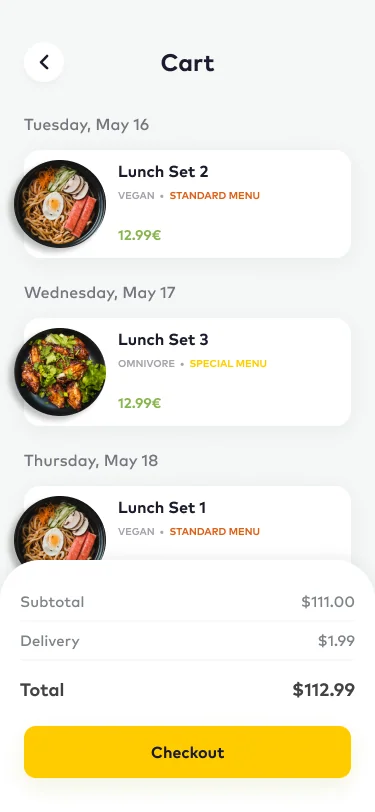 Cart
Tuesday, May 16
Lunch Set 2
VEGAN • STANDARD MENU
12.99€
Wednesday, May 17
Lunch Set 3
OMNIVORE • SPECIAL MENU
12.99€
Thursday, May 18
Lunch Set 1
VEGAN • STANDARD MENU
Subtotal $111.00
Delivery $1.99
Total $112.99
Checkout